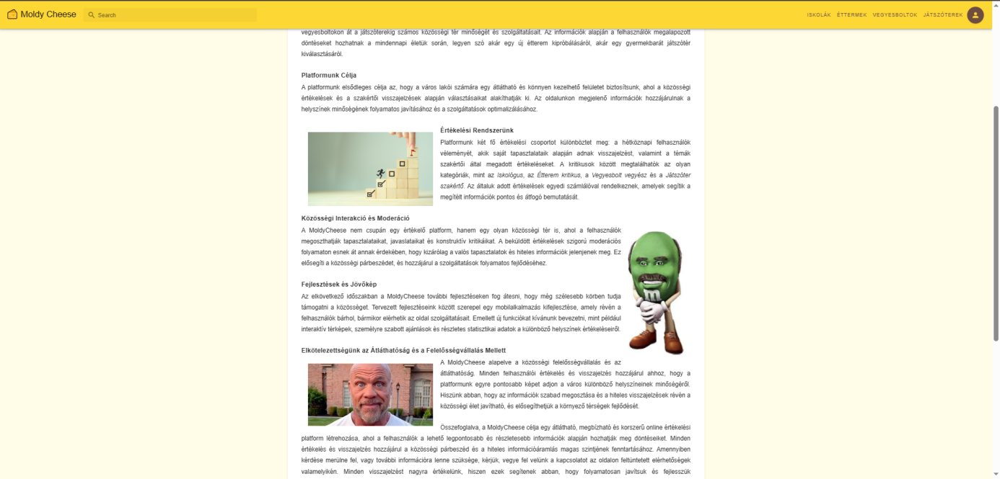 Moldy Cheese
Search
ISKOLÁK ÉTTERMEK VEGYESBOLTOK JÁTSZÓTEREK
vegyesboltokon át a játszóterekig számos közösségi tér minőségét és szolgáltatásait. Az információk alapján a felhasználók megalapozott
döntéseket hozhatnak a mindennapi életük során, legyen szó akár egy új étterem kipróbálásáról, akár egy gyermekbarát játszótér
kiválasztásáról.
Platformunk Célja
A platformunk elsődleges célja az, hogy a város lakói számára egy átlátható és könnyen kezelhető felületet biztosítsunk, ahol a közösségi
értékelések és a szakértői visszajelzések alapján választásaikat alakíthatják ki. Az oldalunkon megjelenő információk hozzájárulnak a
helyszínek minőségének folyamatos javításához és a szolgáltatások optimalizálásához.
Értékelési Rendszerünk
Platformunk két fő értékelési csoportot különböztet meg: a hétköznapi felhasználók
véleményét, akik saját tapasztalataik alapján adnak visszajelzést, valamint a témák
szakértői által megadott értékeléseket. A kritikusok között megtalálhatók az olyan
kategóriák, mint az Iskológus, az Étterem kritikus, a Vegyesbolt vegyész és a Játszóter
szakértő. Az általuk adott értékelések egyedi számlálóval rendelkeznek, amelyek segítik a
megítélt információk pontos és átfogó bemutatását.
Közösségi Interakció és Moderáció
A MoldyCheese nem csupán egy értékelő platform, hanem egy olyan közösségi tér is, ahol a felhasználók
megoszthatják tapasztalataikat, javaslataikat és konstruktív kritikáikat. A beküldött értékelések szigorú moderációs
folyamaton esnek át annak érdekében, hogy kizárólag a valós tapasztalatok és hiteles információk jelenjenek meg. Ez
elősegíti a közösségi párbeszédet, és hozzájárul a szolgáltatások folyamatos fejlődéséhez.
Fejlesztések és Jövőkép
Az elkövetkező időszakban a MoldyCheese további fejlesztéseken fog átesni, hogy még szélesebb körben tudja
támogatni a közösséget. Tervezett fejlesztéseink között szerepel egy mobilalkalmazás kifejlesztése, amely révén a
felhasználók bárhol, bármikor elérhetik az oldal szolgáltatásait. Emellett új funkciókat kívánunk bevezetni, mint például
interaktív térképek, személyre szabott ajánlások és részletes statisztikai adatok a különböző helyszínek értékeléseiről.
Elkötelezettségünk az Átláthatóság és a Felelősségvállalás Mellett
A MoldyCheese alapelve a közösségi felelősségvállalás és az
átláthatóság. Minden felhasználói értékelés és visszajelzés hozzájárul ahhoz, hogy a
platformunk egyre pontosabb képet adjon a város különböző helyszíneinek minőségéről.
Hiszünk abban, hogy az információk szabad megosztása és a hiteles visszajelzések révén a
közösségi élet javítható, és elősegíthetjük a környező térségek fejlődését.
Összefoglalva, a MoldyCheese célja egy átlátható, megbízható és korszerű online értékelési
platform létrehozása, ahol a felhasználók a lehető legpontosabb és részletesebb információk alapján hozhatják meg döntéseiket. Minden
értékelés és visszajelzés hozzájárul a közösségi párbeszéd és a hiteles információáramlás magas szintjének fenntartásához. Amennyiben
kérdése merülne fel, vagy további információra lenne szüksége, kérjük, vegye fel velünk a kapcsolatot az oldalon feltüntetett elérhetőségek
valamelyikén. Minden visszajelzést nagyra értékelünk, hiszen ezek segítenek abban, hogy folyamatosan javítsuk és fejlesszük